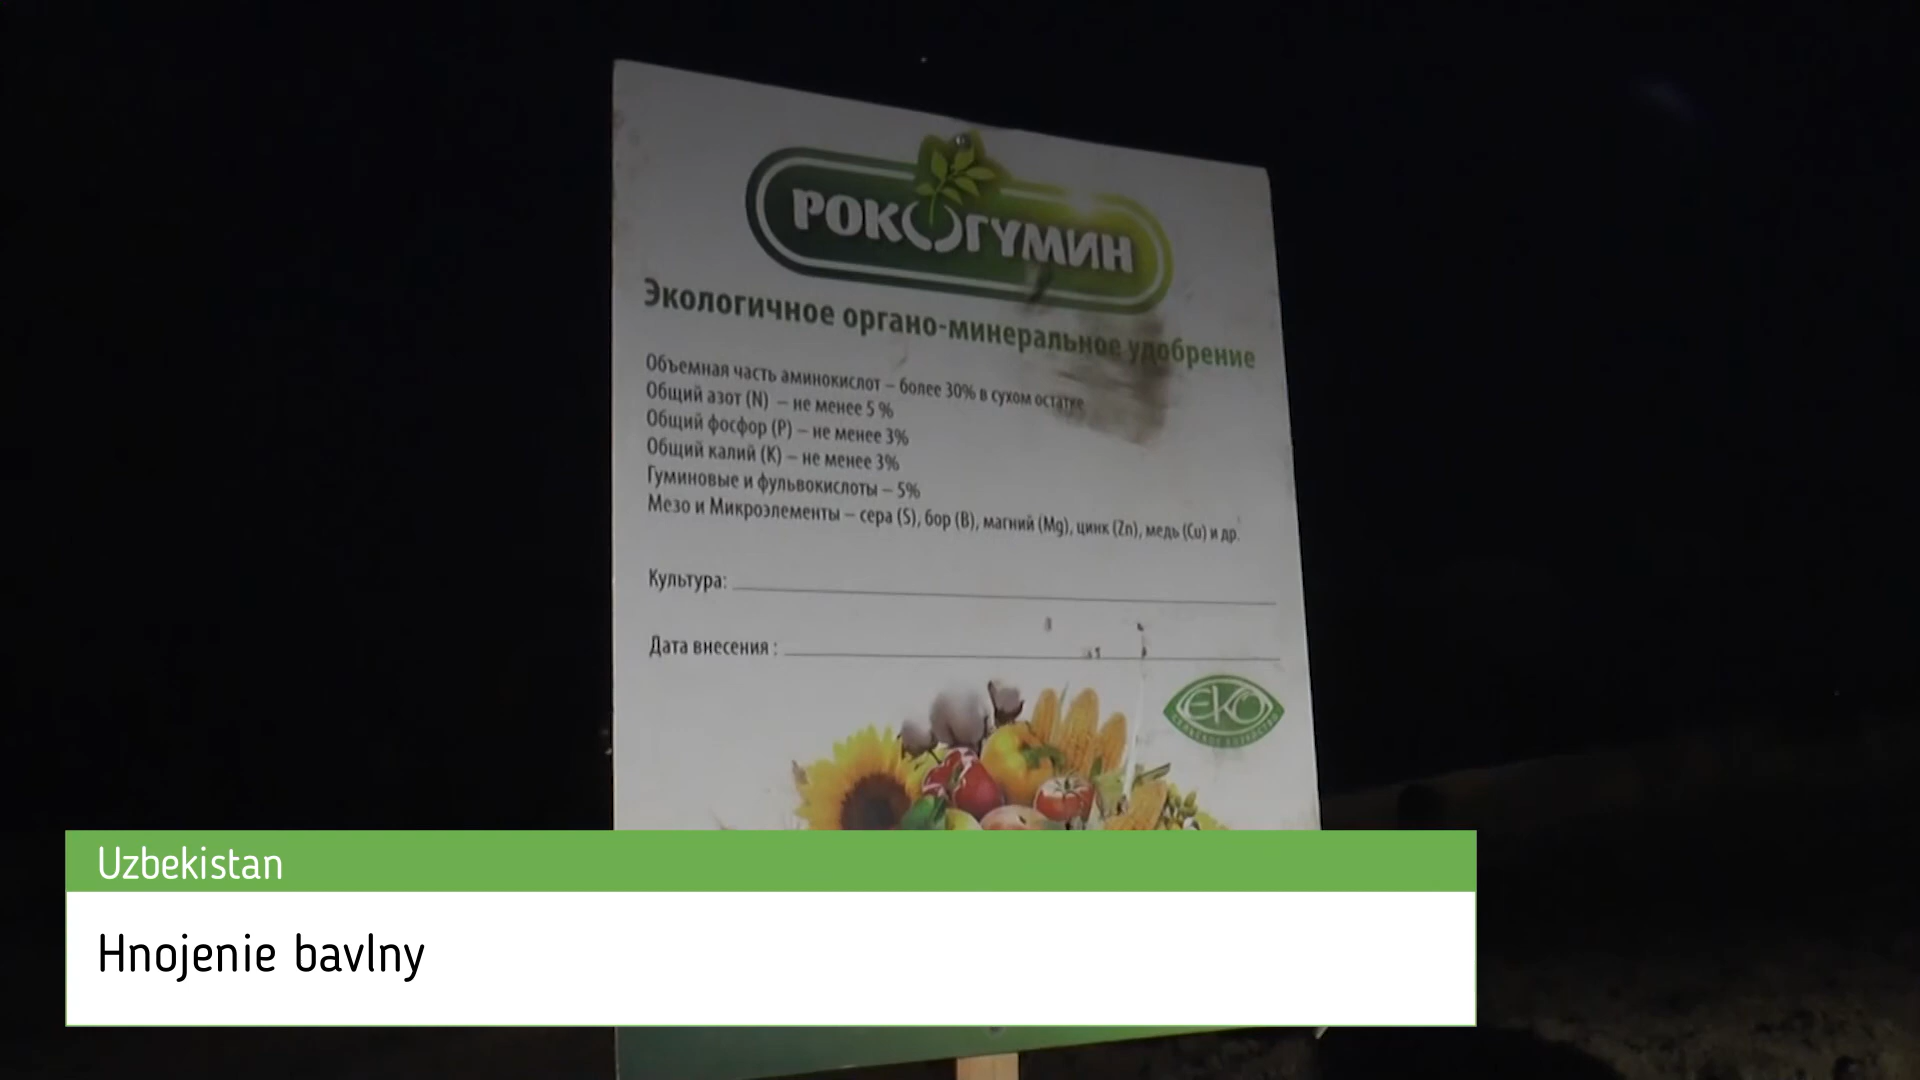 РОКОГУМИН
Экологичное органо-минеральное удобрение
Объемная часть аминокислот – более 30% в сухом остатке
Общий азот (N) – не менее 5 %
Общий фосфор (P) – не менее 3%
Общий калий (K) – не менее 3%
Гуминовые и фульвокислоты – 5%
Мезо и Микроэлементы – сера (S), бор (B), магний (Mg), цинк (Zn), медь (Cu) и др.
Культура:
Дата внесения :
ЕКО
Uzbekistan
Hnojenie bavlny